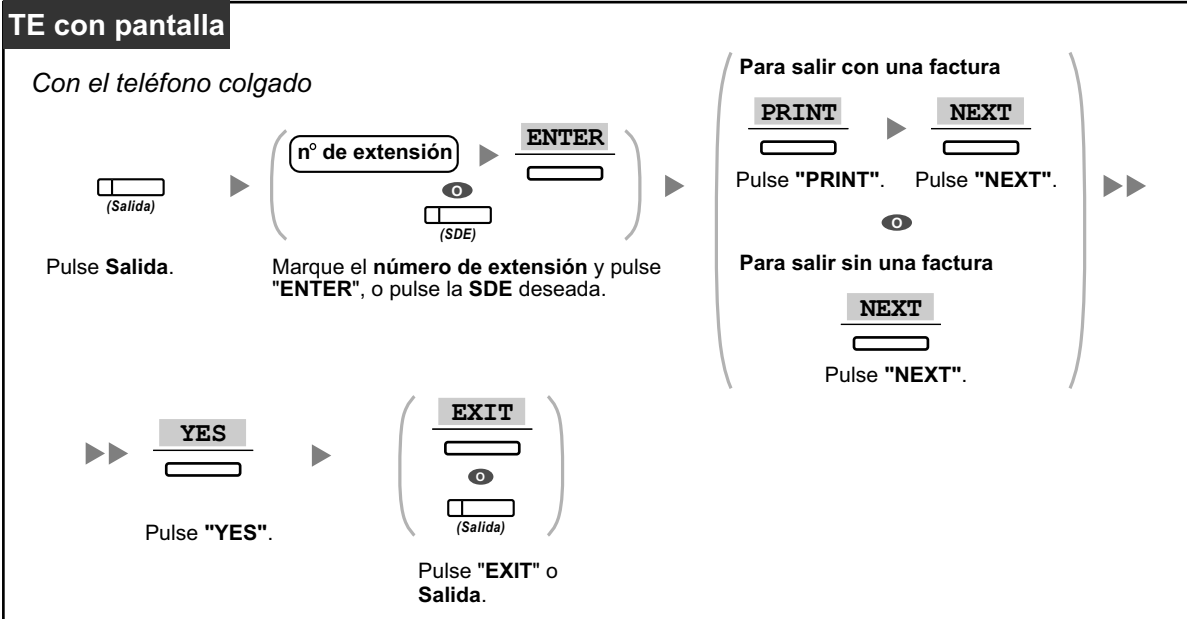 TE con pantalla
Con el teléfono colgado
(Salida)
Pulse Salida.
nº de extensión
ENTER
o
(SDE)
Marque el número de extensión y pulse
"ENTER", o pulse la SDE deseada.
Para salir con una factura
PRINT
NEXT
Pulse "PRINT". Pulse "NEXT".
o
Para salir sin una factura
NEXT
Pulse "NEXT".
YES
Pulse "YES".
EXIT
o
(Salida)
Pulse "EXIT" o
Salida.